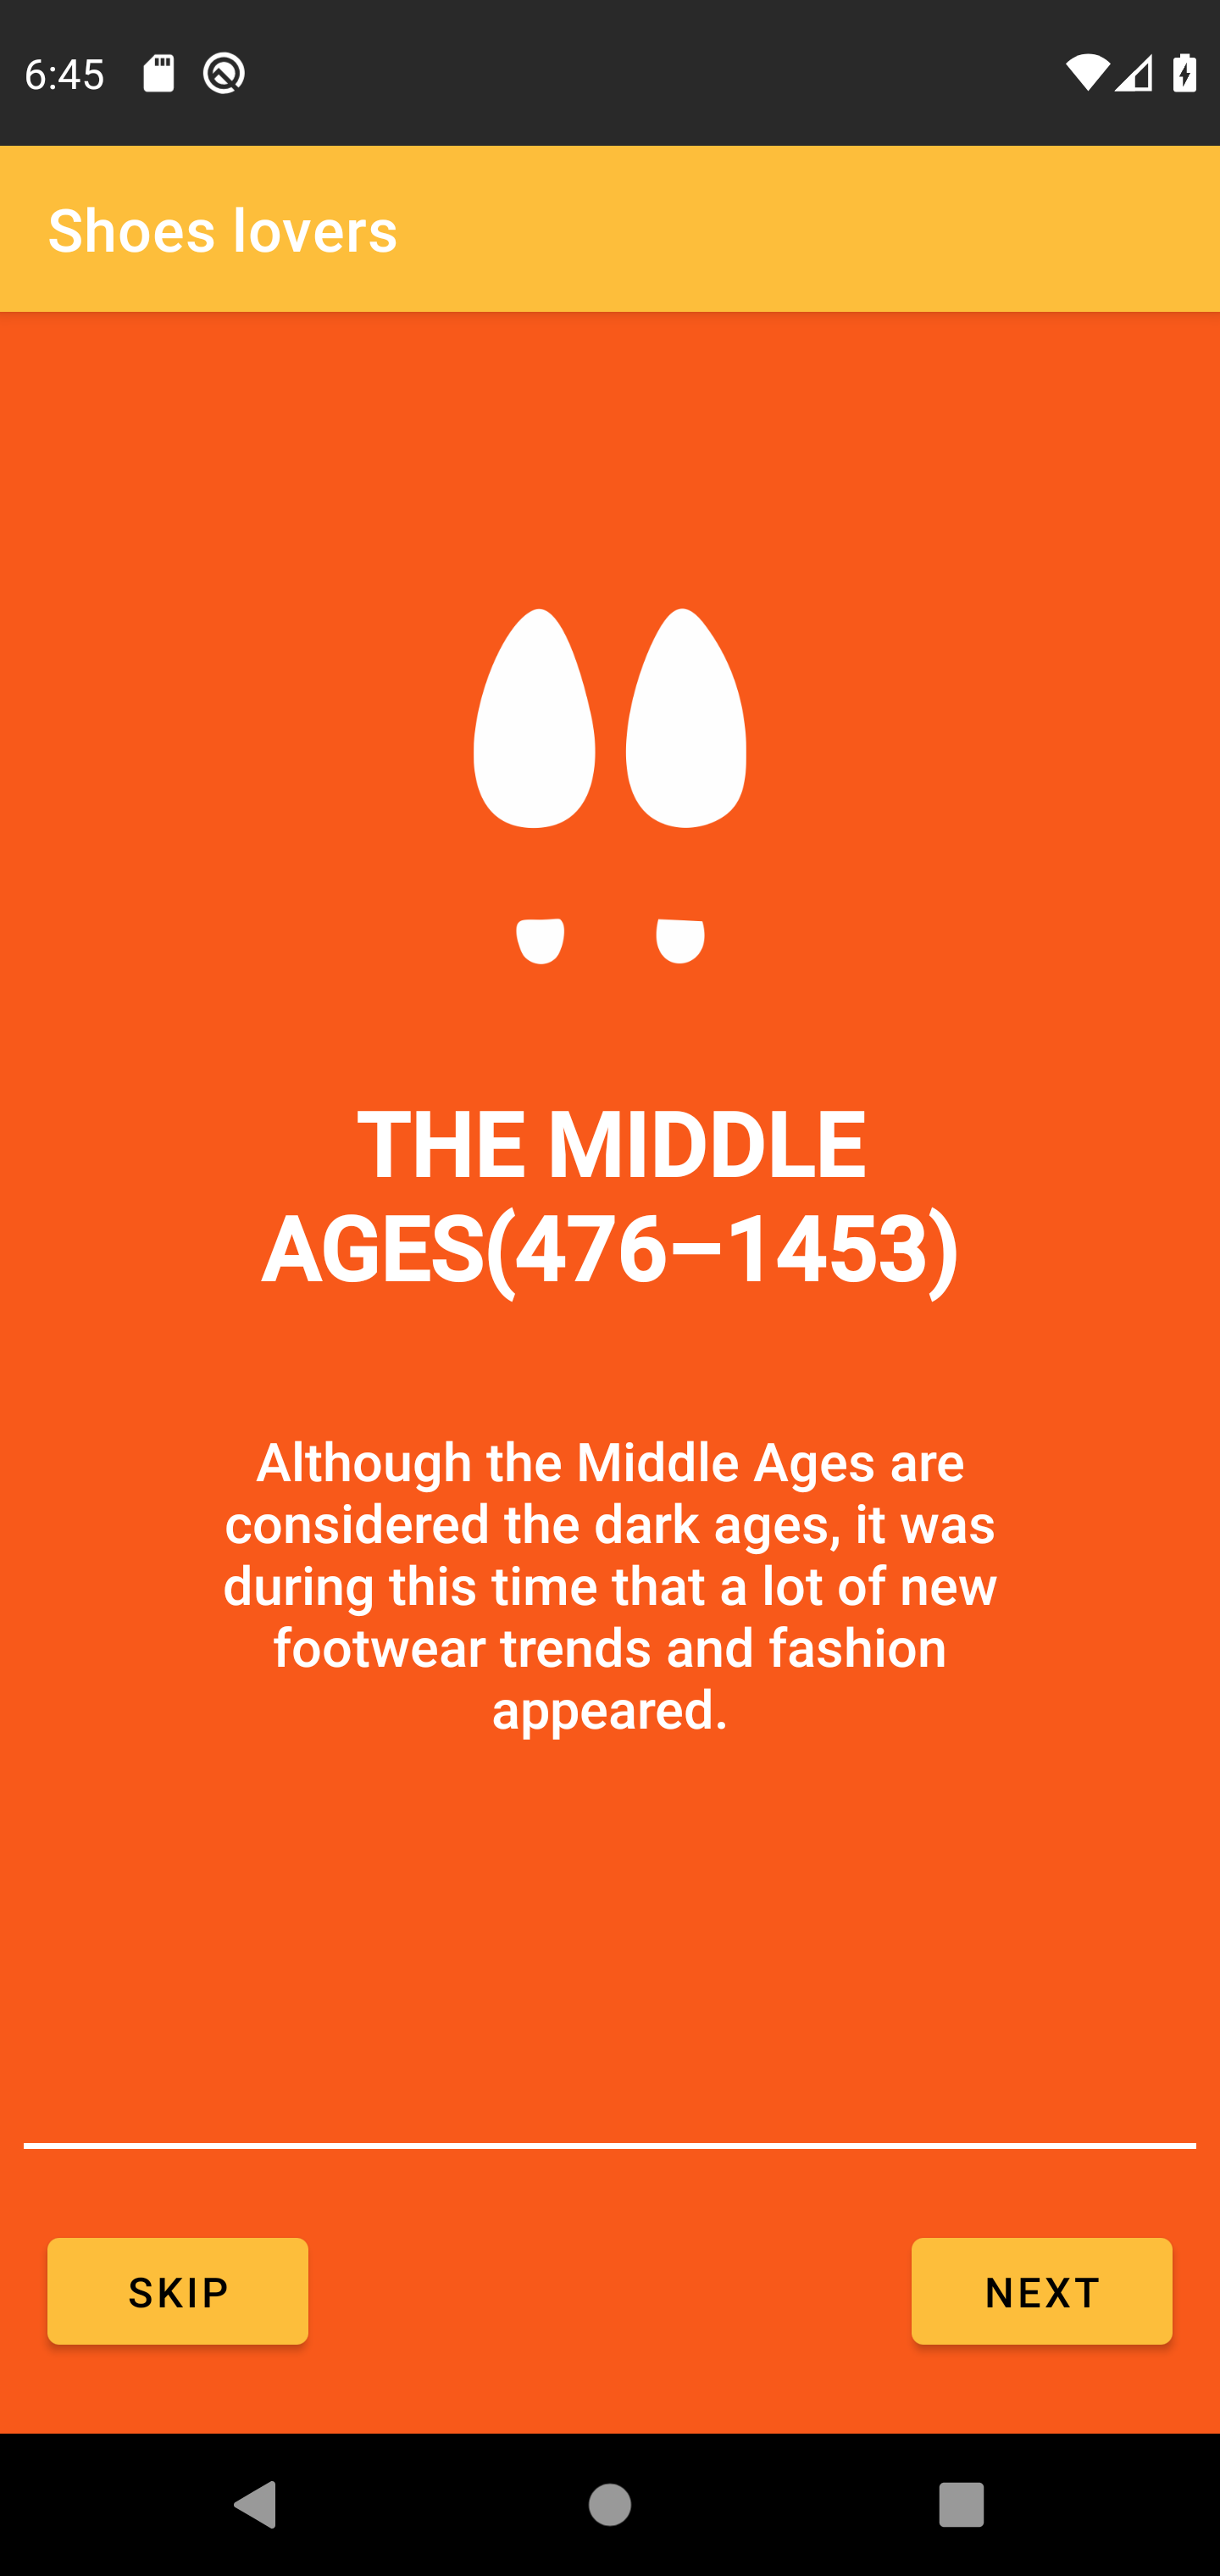 6:45
Shoes lovers
THE MIDDLE
AGES(476–1453)
Although the Middle Ages are
considered the dark ages, it was
during this time that a lot of new
footwear trends and fashion
appeared.
SKIP
NEXT